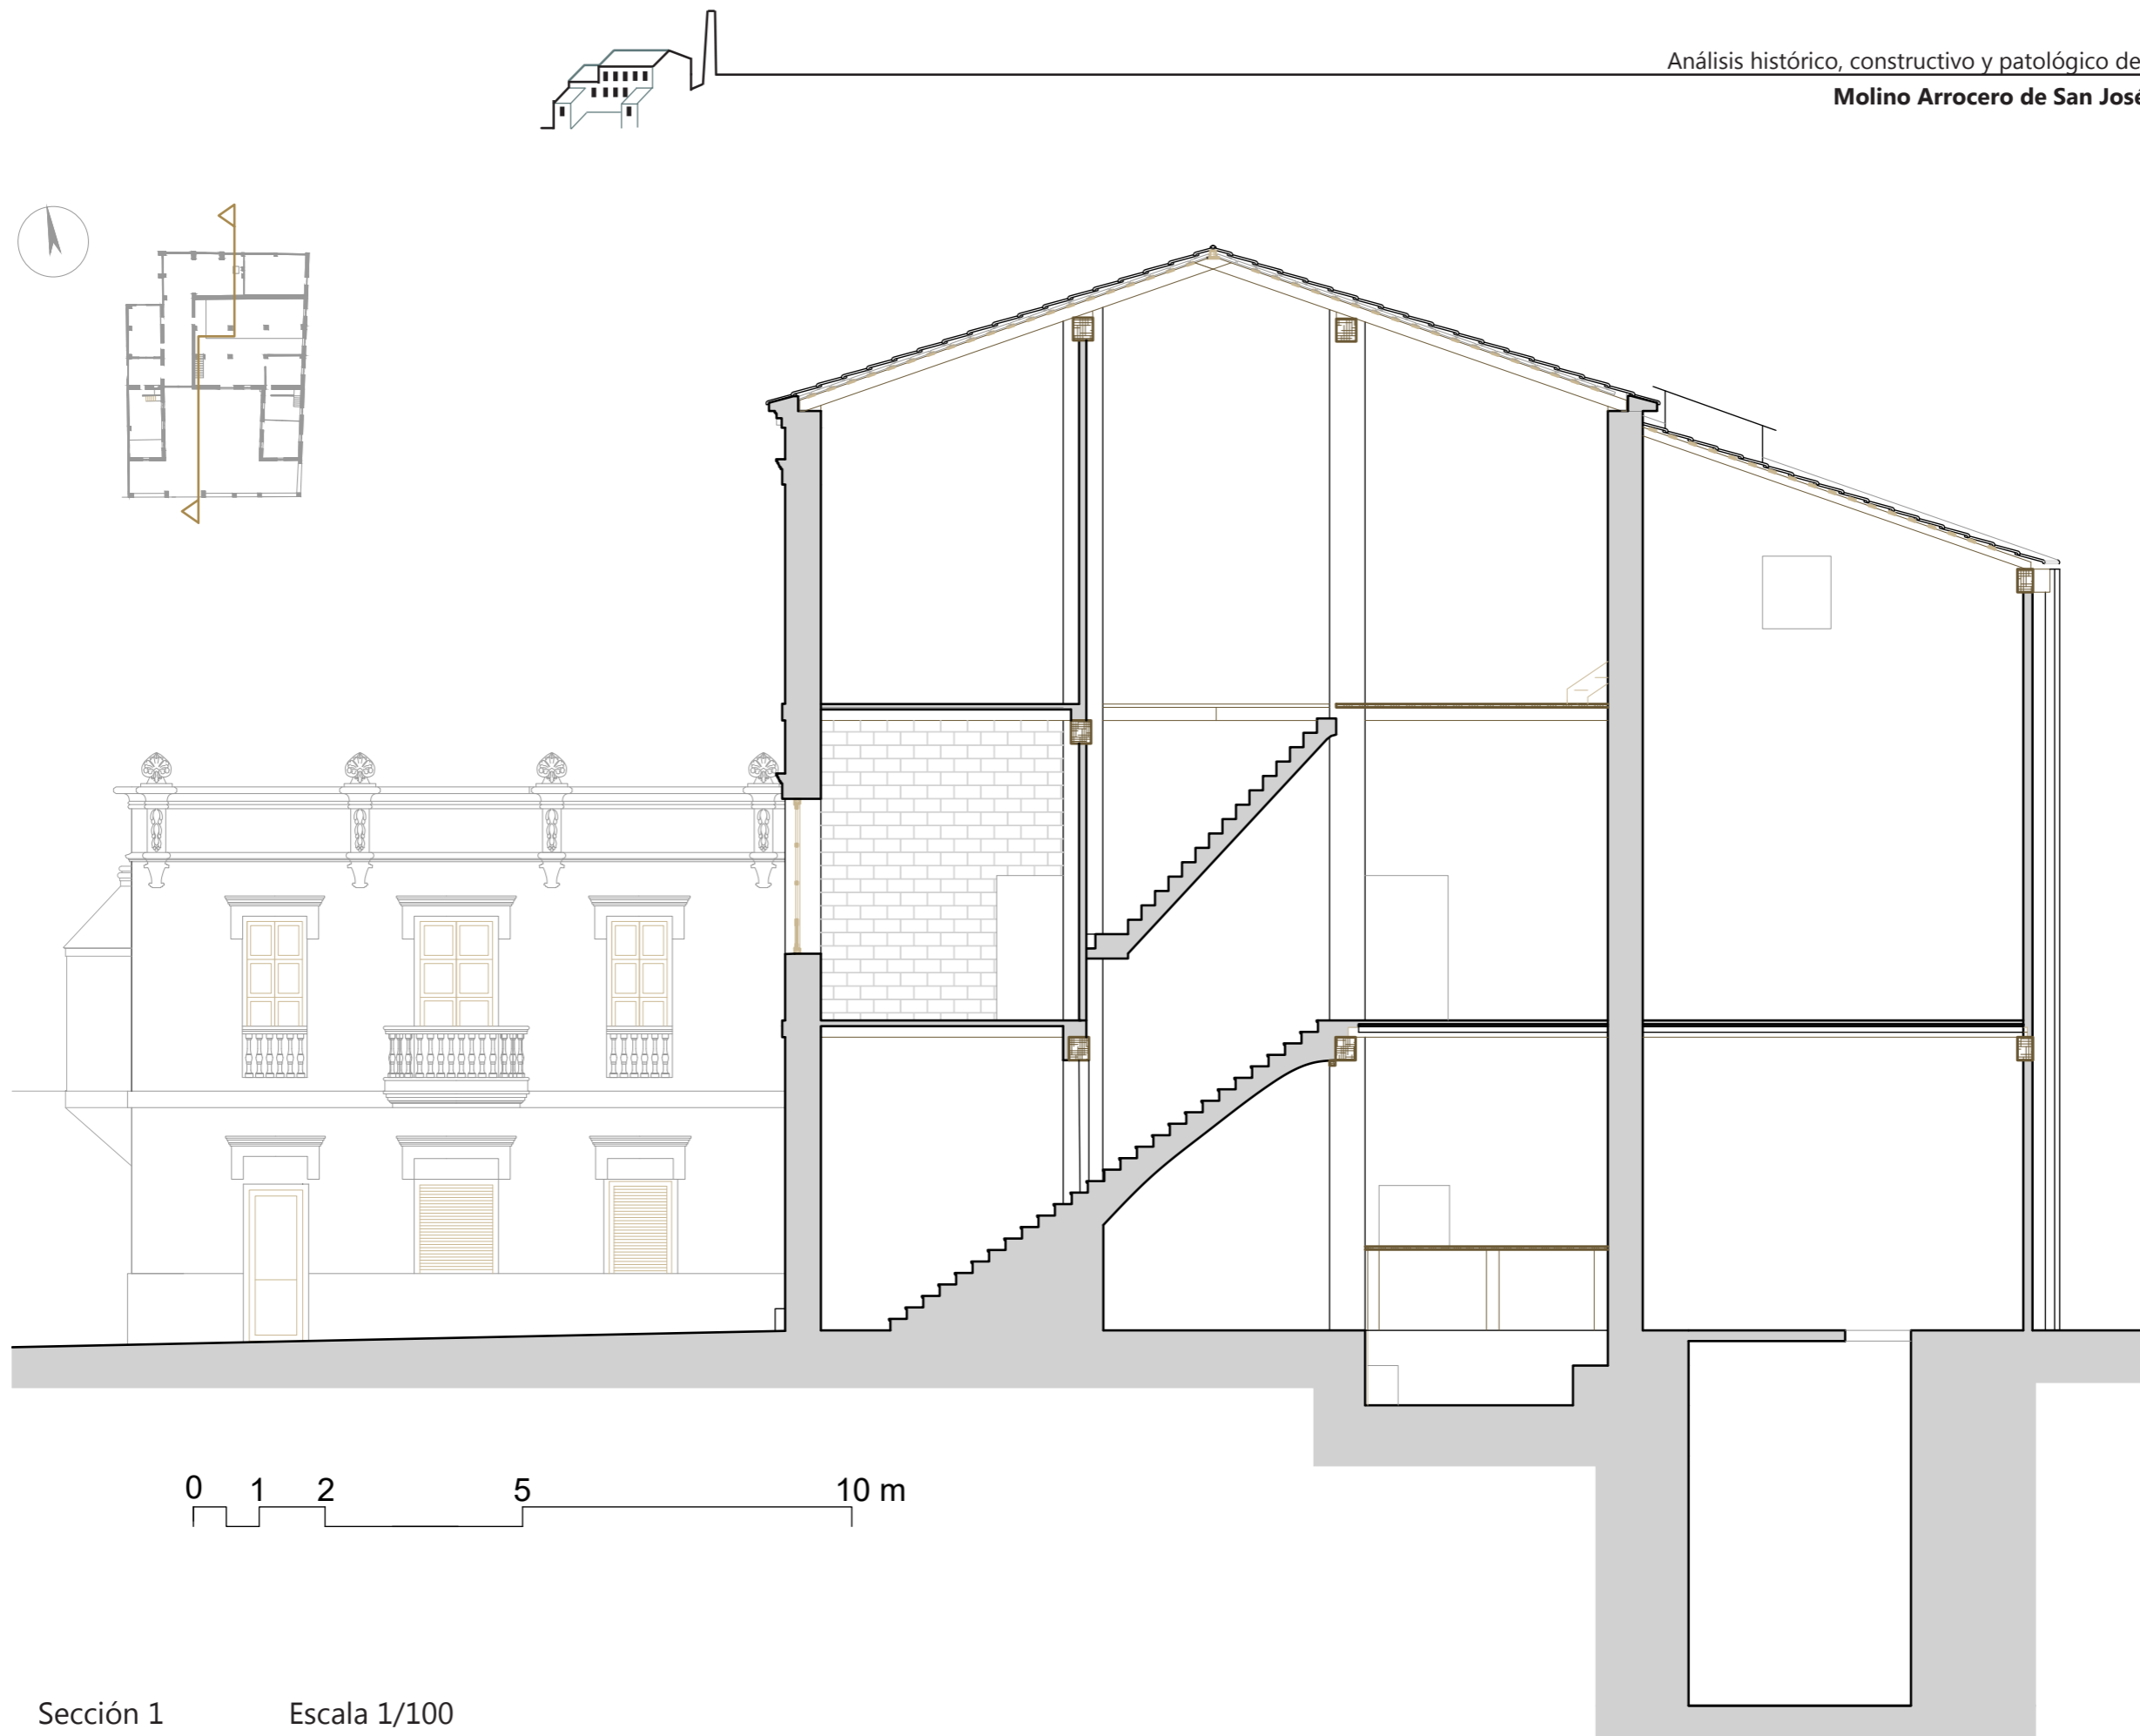 Análisis histórico, constructivo y patológico de
Molino Arrocero de San José
0 1 2 5 10 m
Sección 1 Escala 1/100